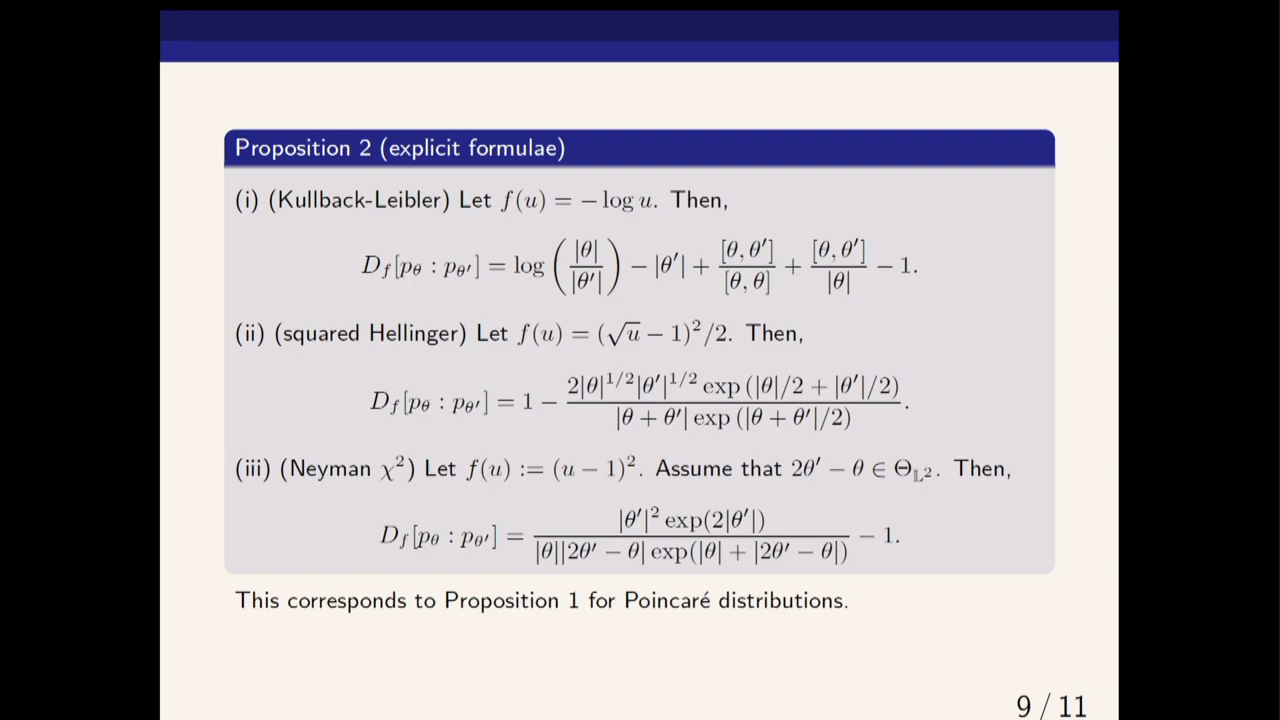 Proposition 2 (explicit formulae)
(i) (Kullback-Leibler) Let f(u) = − log u. Then,
D_f[p_θ : p_θ′] = log (|θ| / |θ′|) − |θ′| + [θ, θ′] / [θ, θ] + [θ, θ′] / |θ| − 1.
(ii) (squared Hellinger) Let f(u) = (√u − 1)²/2. Then,
D_f[p_θ : p_θ′] = 1 − 2|θ|^{1/2}|θ′|^{1/2} exp (|θ|/2 + |θ′|/2) / |θ + θ′| exp (|θ + θ′|/2).
(iii) (Neyman χ²) Let f(u) := (u − 1)². Assume that 2θ′ − θ ∈ Θ_{𝕃²}. Then,
D_f[p_θ : p_θ′] = |θ′|² exp(2|θ′|) / |θ||2θ′ − θ| exp(|θ| + |2θ′ − θ|) − 1.
This corresponds to Proposition 1 for Poincaré distributions.
9 / 11